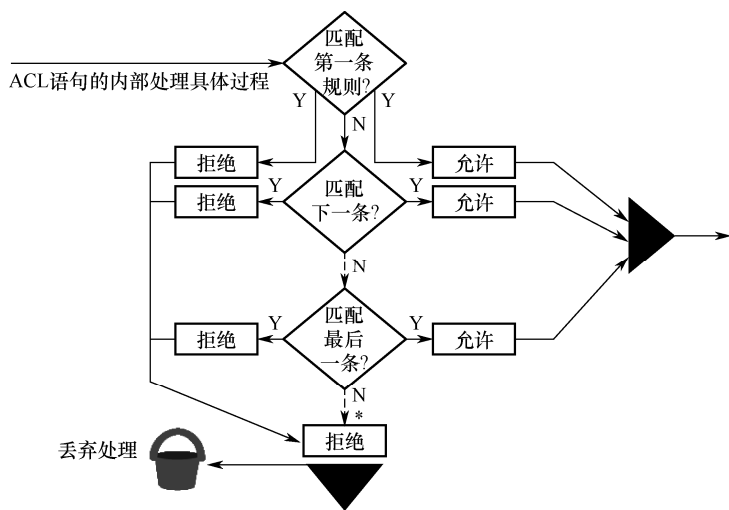 匹配
第一条
规则?
ACL语句的内部处理具体过程
Y
Y
N
拒绝
允许
拒绝
Y
匹配
下一条?
Y
允许
N
拒绝
Y
匹配
最后
一条?
Y
允许
N
*
拒绝
丢弃处理